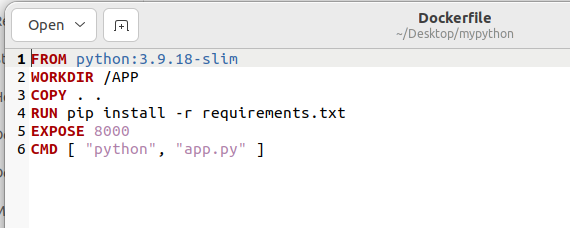 Open
Dockerfile
~/Desktop/mypython
1 FROM python:3.9.18-slim
2 WORKDIR /APP
3 COPY . .
4 RUN pip install -r requirements.txt
5 EXPOSE 8000
6 CMD [ "python", "app.py" ]